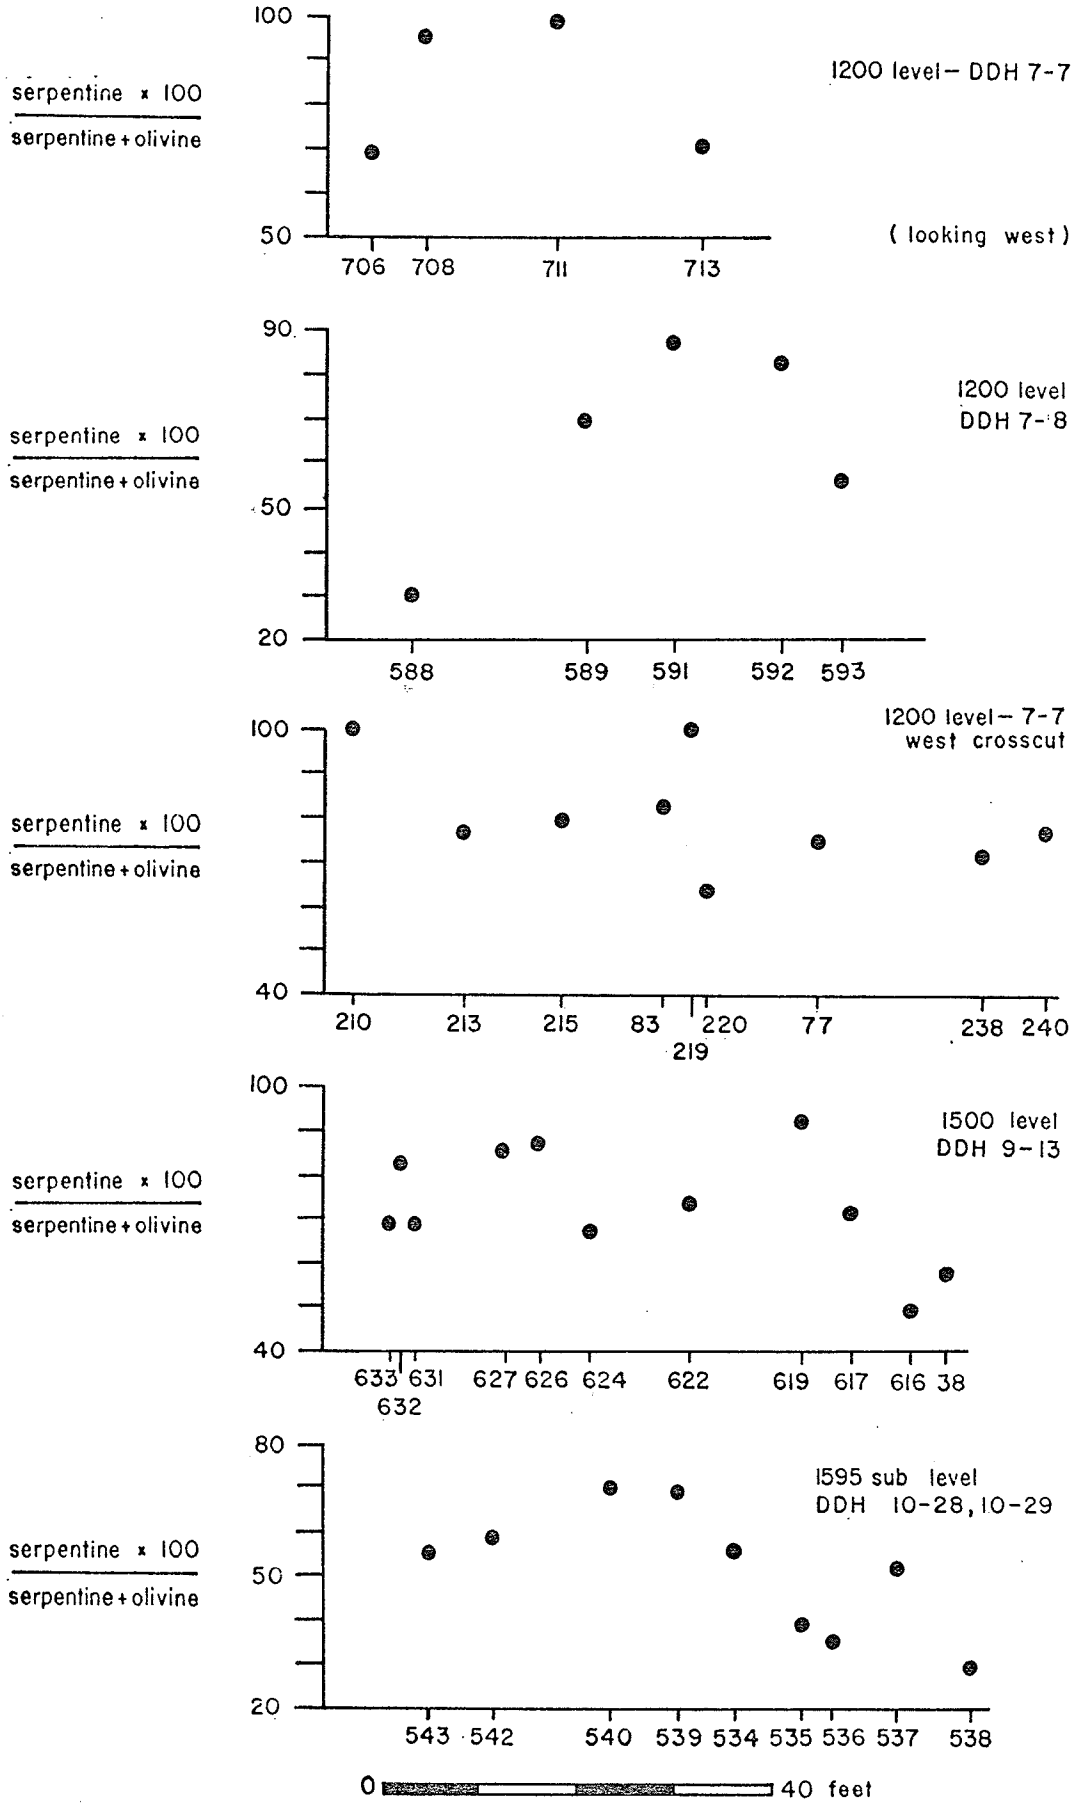 100
1200 level - DDH 7-7
serpentine x 100
serpentine + olivine
50
(looking west)
706 708 711 713
90
1200 level
DDH 7-8
serpentine x 100
serpentine + olivine
50
20
588 589 591 592 593
1200 level - 7-7
west crosscut
100
serpentine x 100
serpentine + olivine
40
210 213 215 83 220 77 238 240
219
100
1500 level
DDH 9-13
serpentine x 100
serpentine + olivine
40
633 631 627 626 624 622 619 617 616 38
632
80
1595 sub level
DDH 10-28, 10-29
serpentine x 100
serpentine + olivine
50
20
543 542 540 539 534 535 536 537 538
0 40 feet